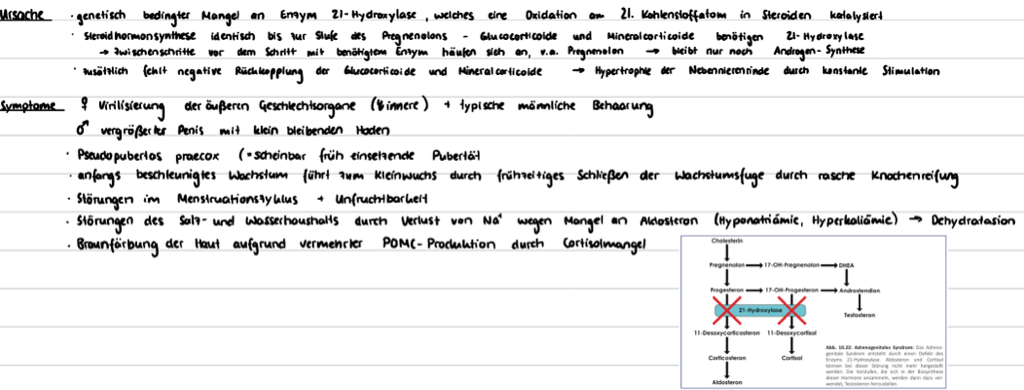 Ursache · genetisch bedingter Mangel an Enzym 21-Hydroxylase, welches eine Oxidation am 21. Kohlenstoffatom in Steroiden katalysiert
· Steroidhormonsynthese identisch bis zur Stufe des Pregnenolons - Glucocorticoide und Mineralcorticoide benötigen 21-Hydroxylase
→ Zwischenschritte vor dem Schritt mit benötigtem Enzym häufen sich an, v.a. Pregnenolon → bleibt nur noch Androgen-Synthese
· zusätzlich fehlt negative Rückkopplung der Glucocorticoide und Mineralcorticoide → Hypertrophie der Nebennierenrinde durch konstante Stimulation
Symptome ♀ Virilisierung der äußeren Geschlechtsorgane (↯innere) + typische männliche Behaarung
♂ vergrößerter Penis mit klein bleibenden Hoden
· Pseudopubertas praecox (=scheinbar früh einsetzende Pubertät
· anfangs beschleunigtes Wachstum führt zum Kleinwuchs durch frühzeitiges Schließen der Wachstumsfuge durch rasche Knochenreifung
· Störungen im Menstruationszyklus + Unfruchtbarkeit
· Störungen des Salz- und Wasserhaushalts durch Verlust von Na⁺ wegen Mangel an Aldosteron (Hyponatriämie, Hyperkaliämie) → Dehydratasion
· Braunfärbung der Haut aufgrund vermehrter POMC-Produktion durch Cortisolmangel
Cholesterin
Pregnenolon → 17-OH-Pregnenolon → DHEA
Progesteron → 17-OH-Progesteron → Androstendion
21-Hydroxylase
Testosteron
11-Desoxycorticosteron 11-Desoxycortisol
Corticosteron Cortisol
Aldosteron
Abb. 10.23: Adrenogenitales Syndrom: Das Adreno-
genitale Syndrom entsteht durch einen Defekt des
Enzyms 21-Hydroxylase. Aldosteron und Cortisol
können bei dieser Störung nicht mehr hergestellt
werden. Die Vorstufen, die sich in der Biosynthese
dieser Hormone ansammeln, werden dann dazu ver-
wendet, Testosteron herzustellen.